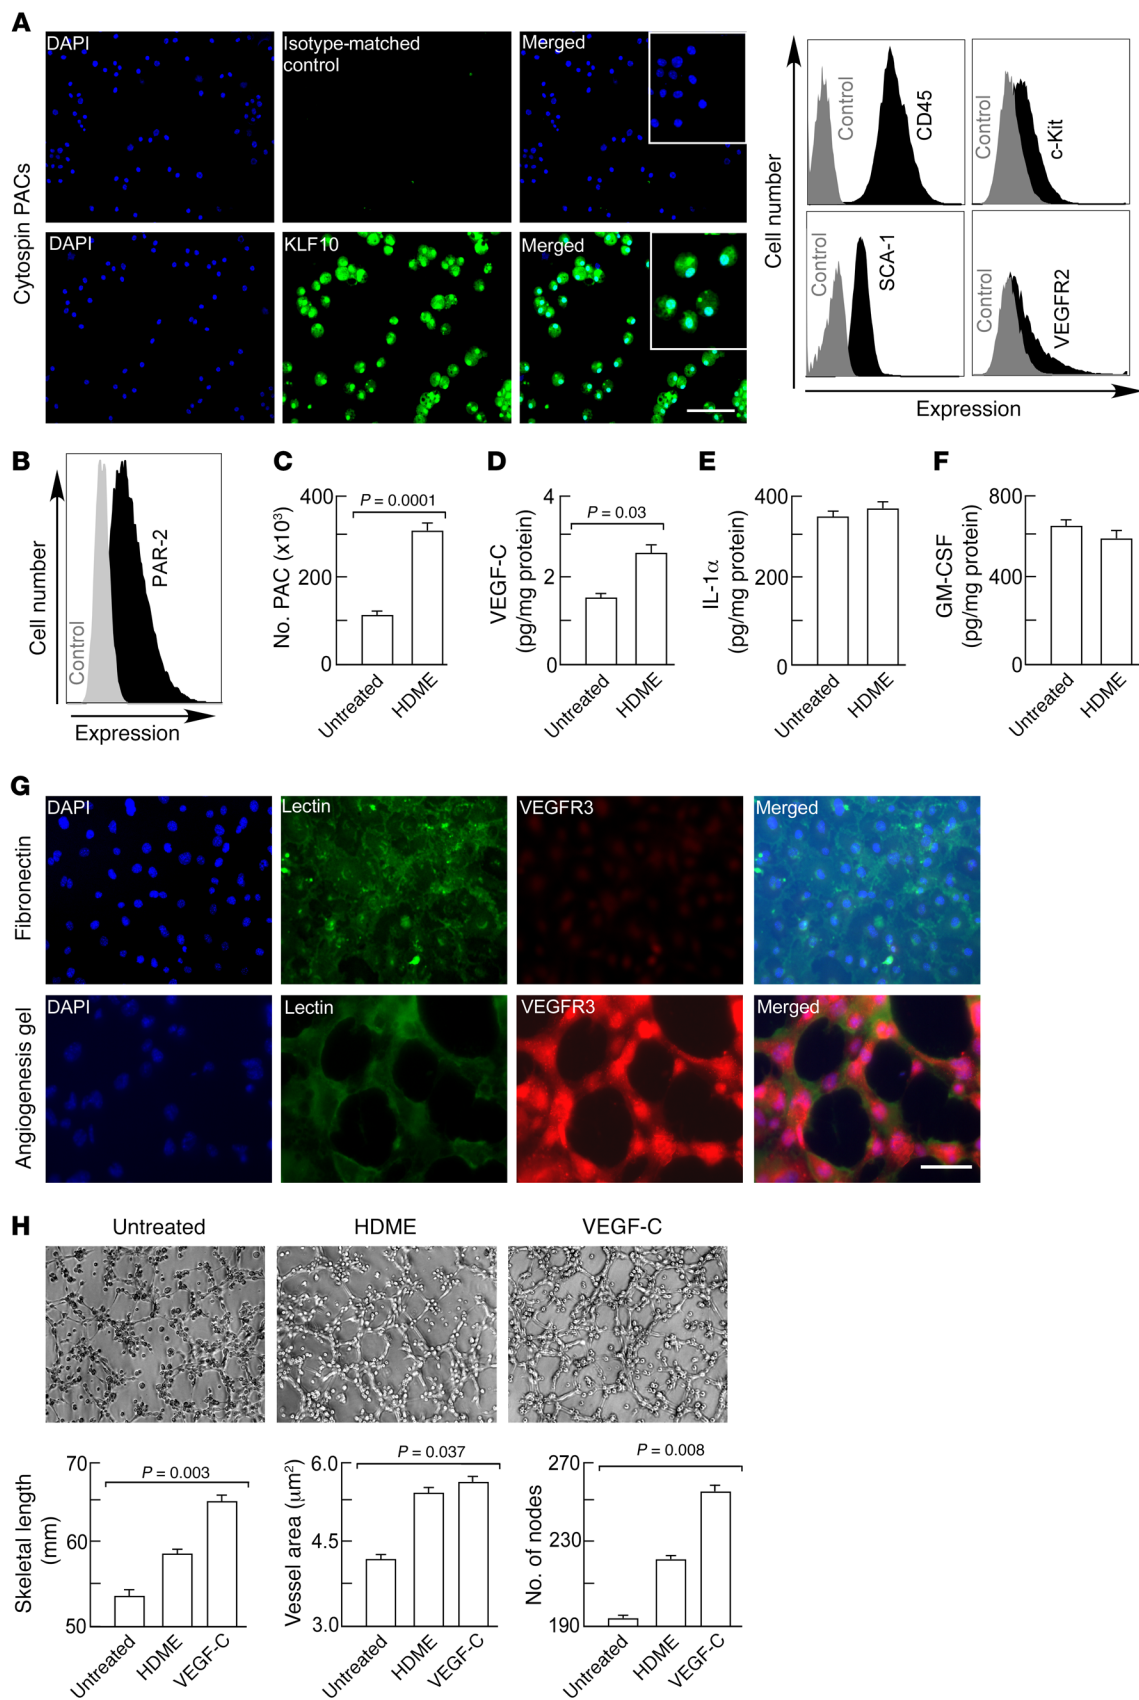 A
Cytospin PACs
DAPI
Isotype-matched
control
Merged
DAPI
KLF10
Merged
Cell number
Control
CD45
Control
c-Kit
Control
SCA-1
Control
VEGFR2
Expression
B
Cell number
Control
PAR-2
Expression
C
No. PAC (x10³)
400
200
0
P = 0.0001
Untreated
HDME
D
VEGF-C
(pg/mg protein)
4
2
0
P = 0.03
Untreated
HDME
E
IL-1α
(pg/mg protein)
400
200
0
Untreated
HDME
F
GM-CSF
(pg/mg protein)
800
400
0
Untreated
HDME
G
Fibronectin
DAPI
Lectin
VEGFR3
Merged
Angiogenesis gel
DAPI
Lectin
VEGFR3
Merged
H
Untreated
HDME
VEGF-C
Skeletal length
(mm)
70
60
50
P = 0.003
Untreated
HDME
VEGF-C
Vessel area (μm²)
6.0
4.5
3.0
P = 0.037
Untreated
HDME
VEGF-C
No. of nodes
270
230
190
P = 0.008
Untreated
HDME
VEGF-C